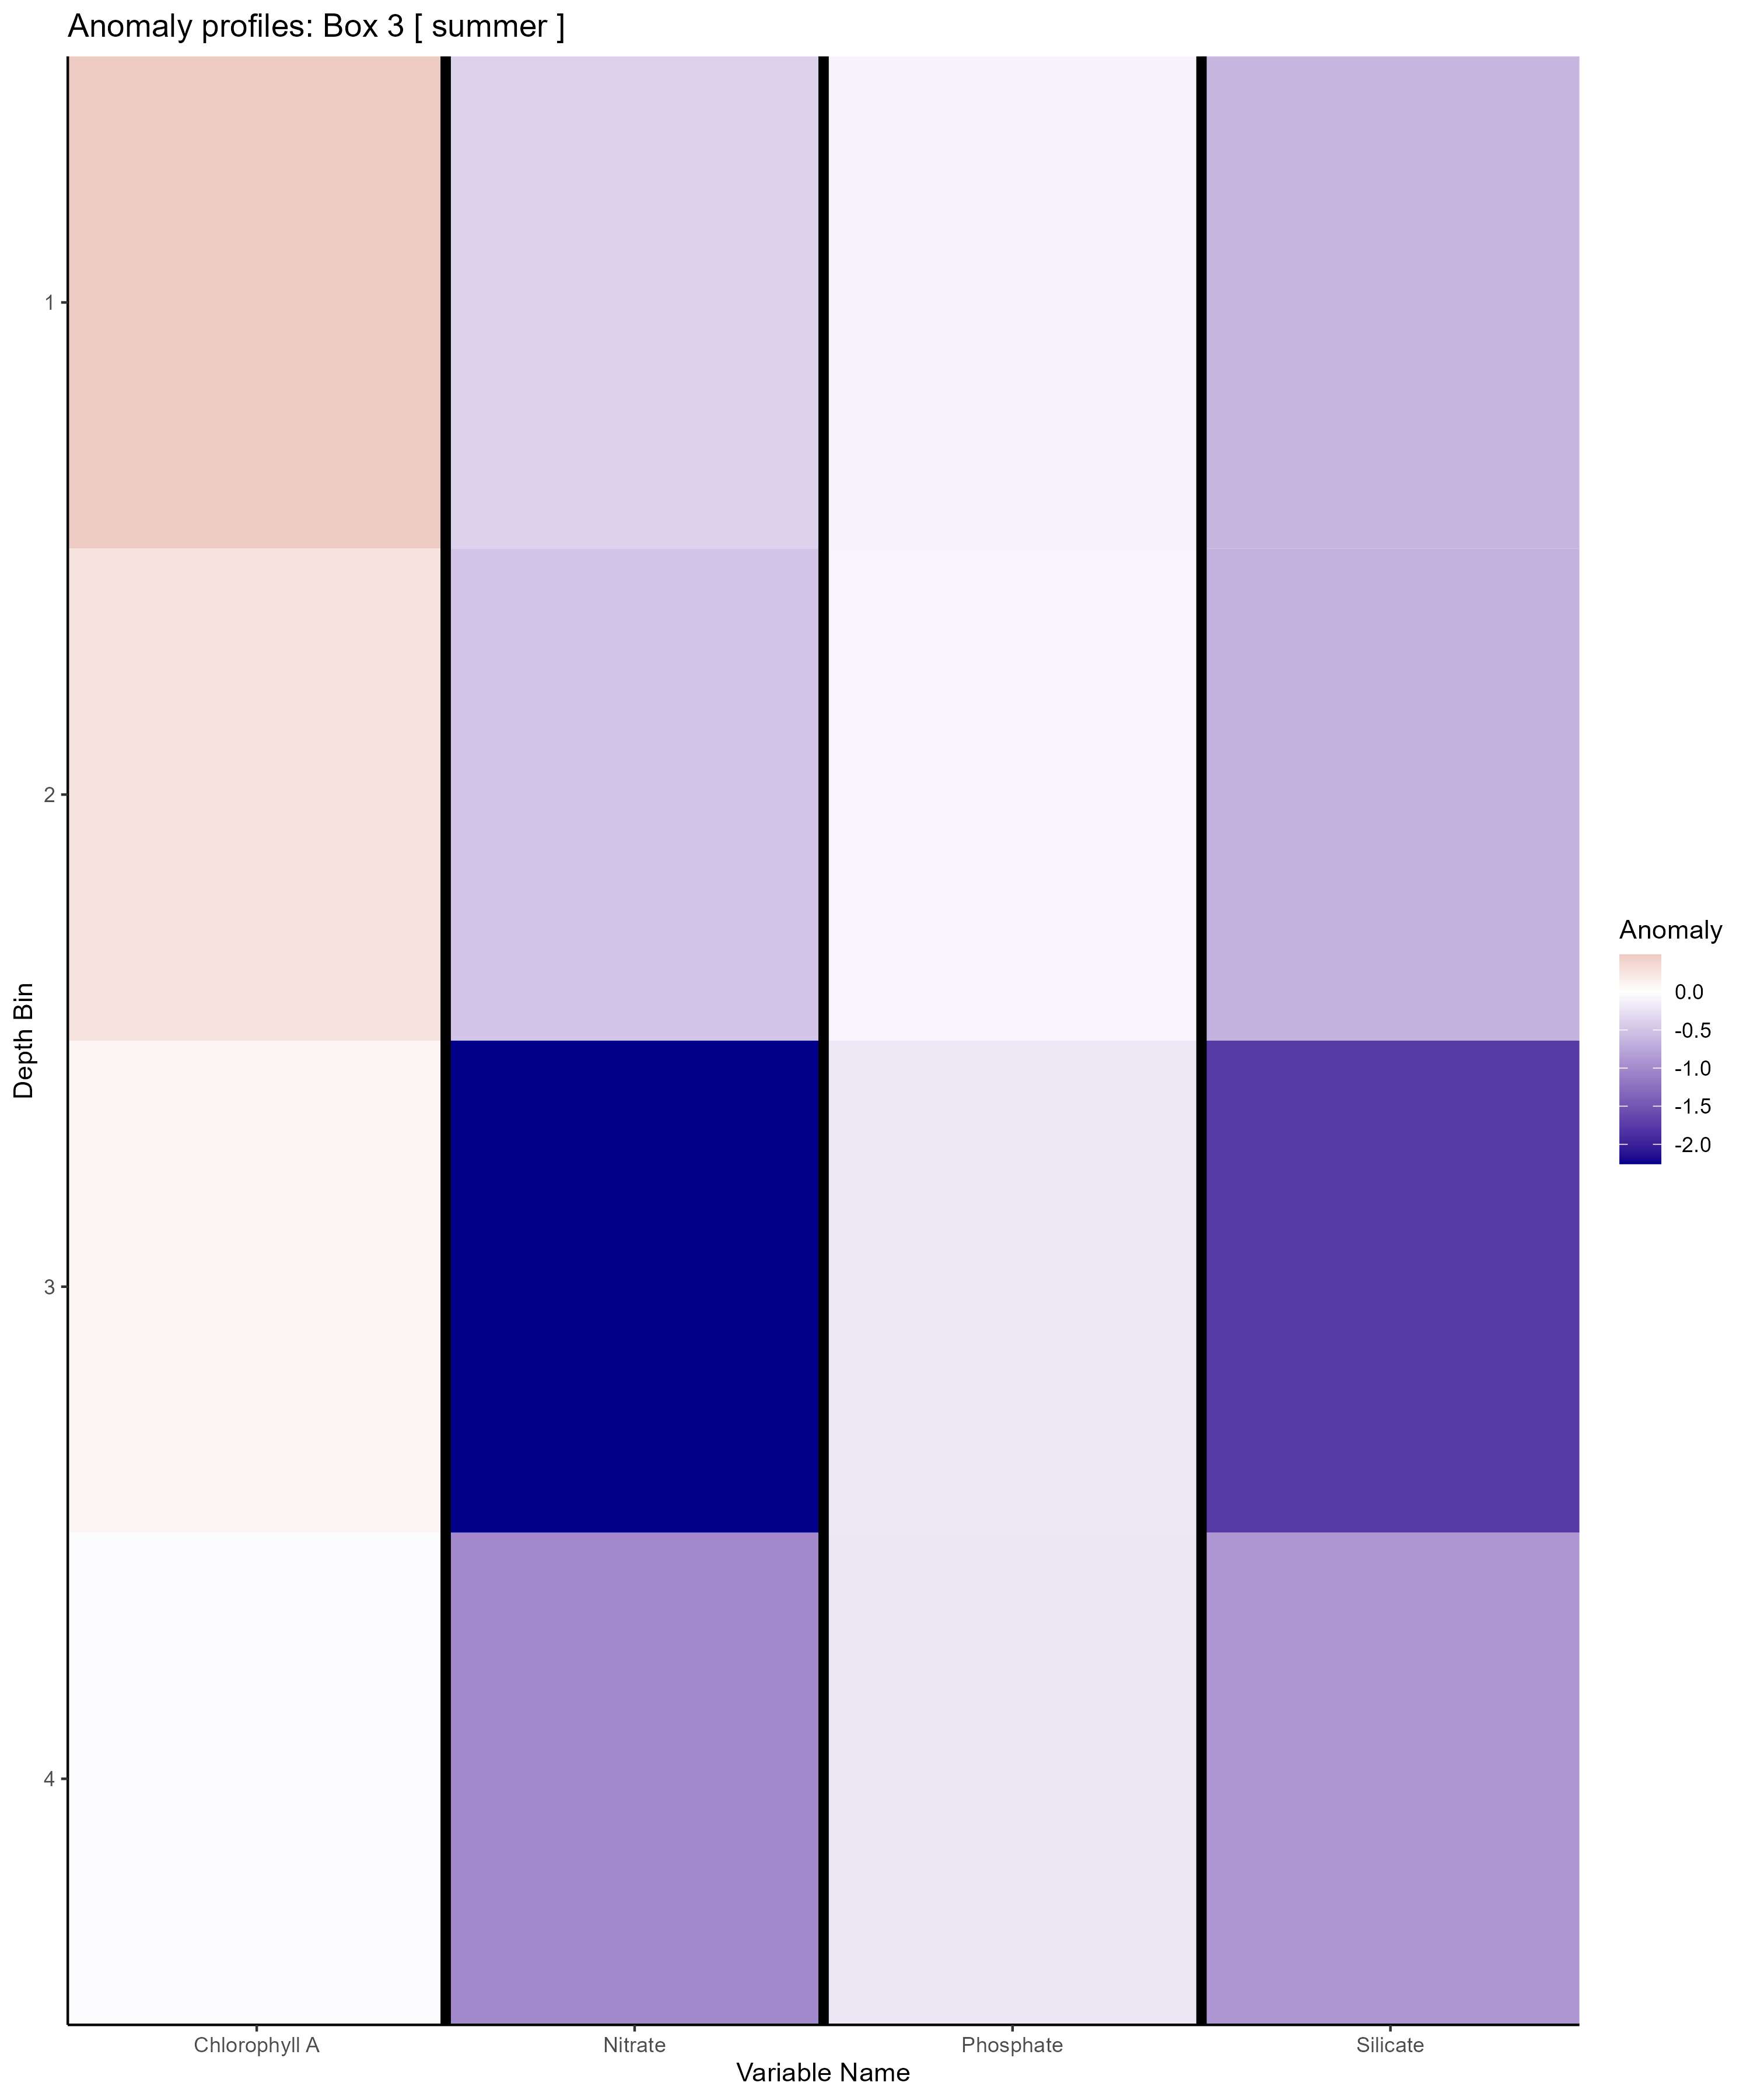 Anomaly profiles: Box 3 [ summer ]
1
2
3
4
Depth Bin
Chlorophyll A
Nitrate
Phosphate
Silicate
Variable Name
Anomaly
0.0
-0.5
-1.0
-1.5
-2.0